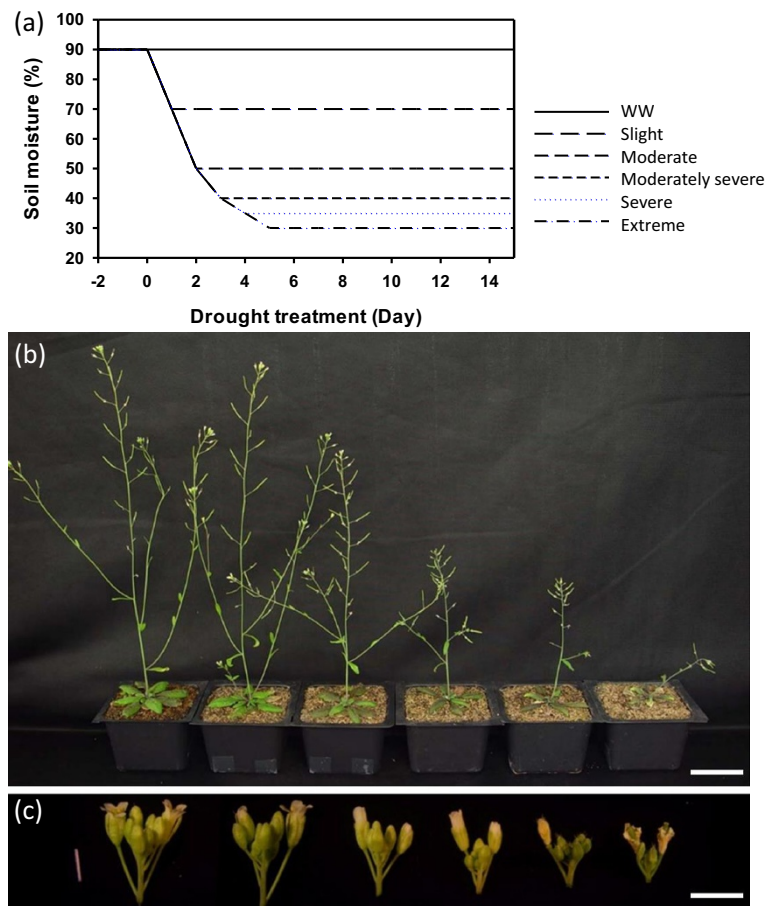 (a)
Soil moisture (%)
100
90
80
70
60
50
40
30
20
-2 0 2 4 6 8 10 12 14
Drought treatment (Day)
WW
Slight
Moderate
Moderately severe
Severe
Extreme
(b)
(c)